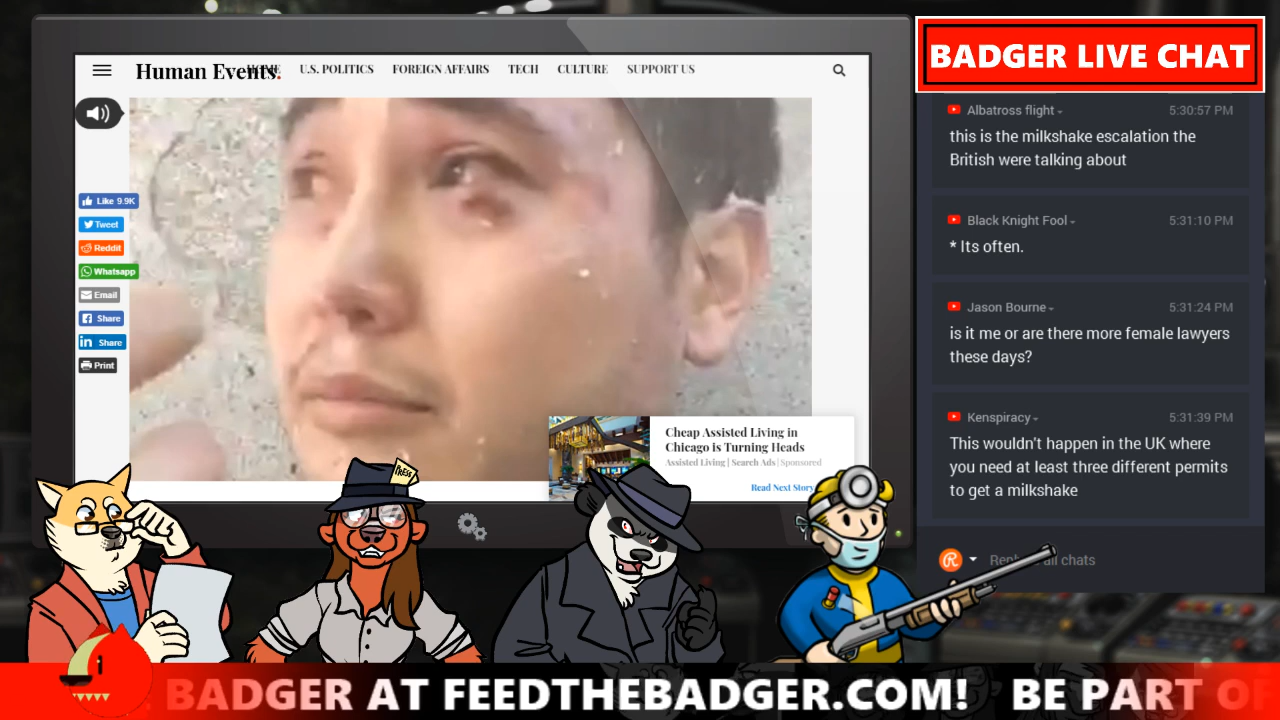 Human Events.
HOME
U.S. POLITICS
FOREIGN AFFAIRS
TECH
CULTURE
SUPPORT US
Like 9.9K
Tweet
Reddit
Whatsapp
Email
Share
Share
Print
Cheap Assisted Living in
Chicago is Turning Heads
Assisted Living | Search Ads | Sponsored
Read Next Story
PRESS
BADGER LIVE CHAT
Albatross flight
5:30:57 PM
this is the milkshake escalation the
British were talking about
Black Knight Fool
5:31:10 PM
* Its often.
Jason Bourne
5:31:24 PM
is it me or are there more female lawyers
these days?
Kenspiracy
5:31:39 PM
This wouldn't happen in the UK where
you need at least three different permits
to get a milkshake
all chats
BADGER AT FEEDTHEBADGER.COM! BE PART OF